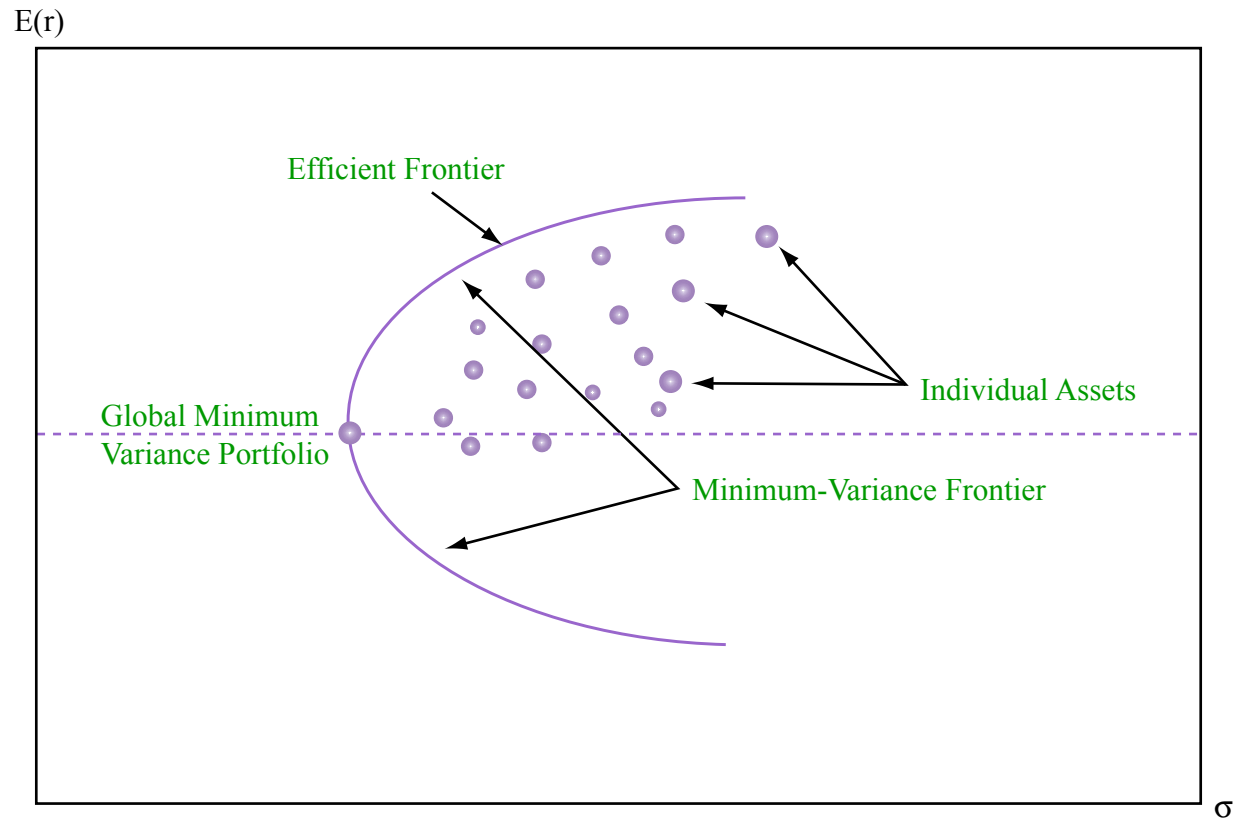 E(r)
Efficient Frontier
Individual Assets
Global Minimum
Variance Portfolio
Minimum-Variance Frontier
σ